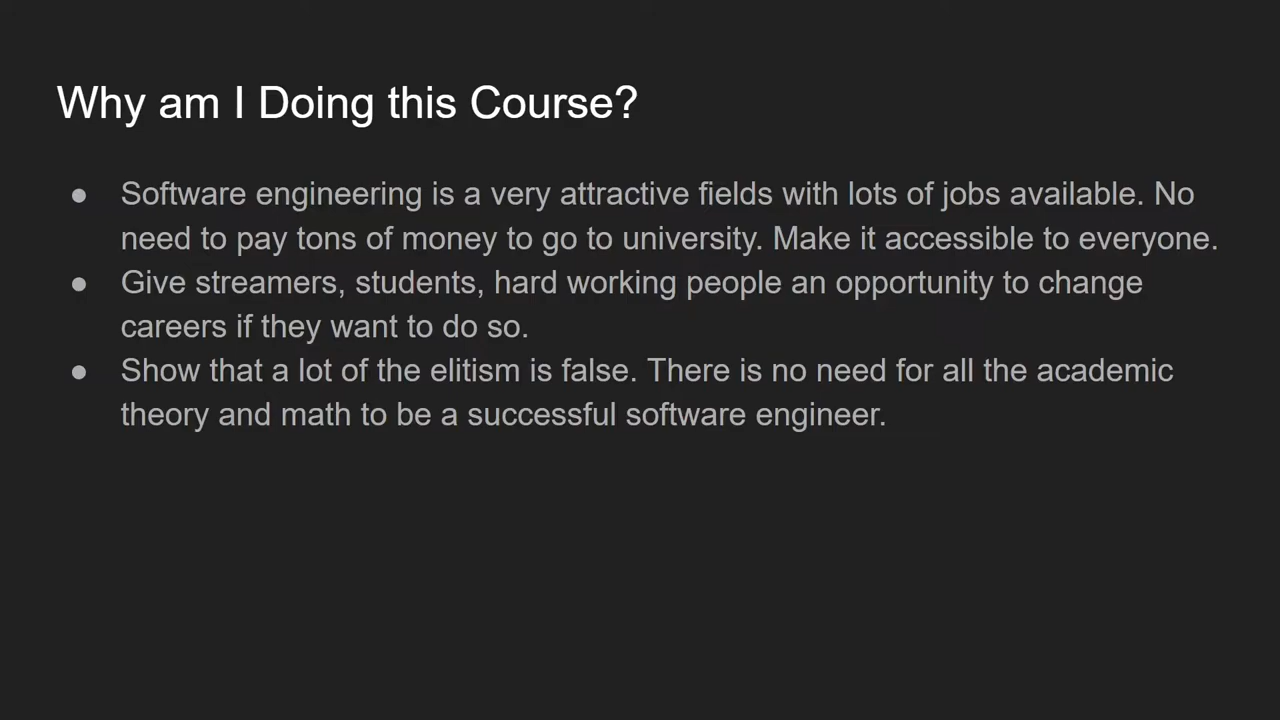 Why am I Doing this Course?
● Software engineering is a very attractive fields with lots of jobs available. No
need to pay tons of money to go to university. Make it accessible to everyone.
● Give streamers, students, hard working people an opportunity to change
careers if they want to do so.
● Show that a lot of the elitism is false. There is no need for all the academic
theory and math to be a successful software engineer.